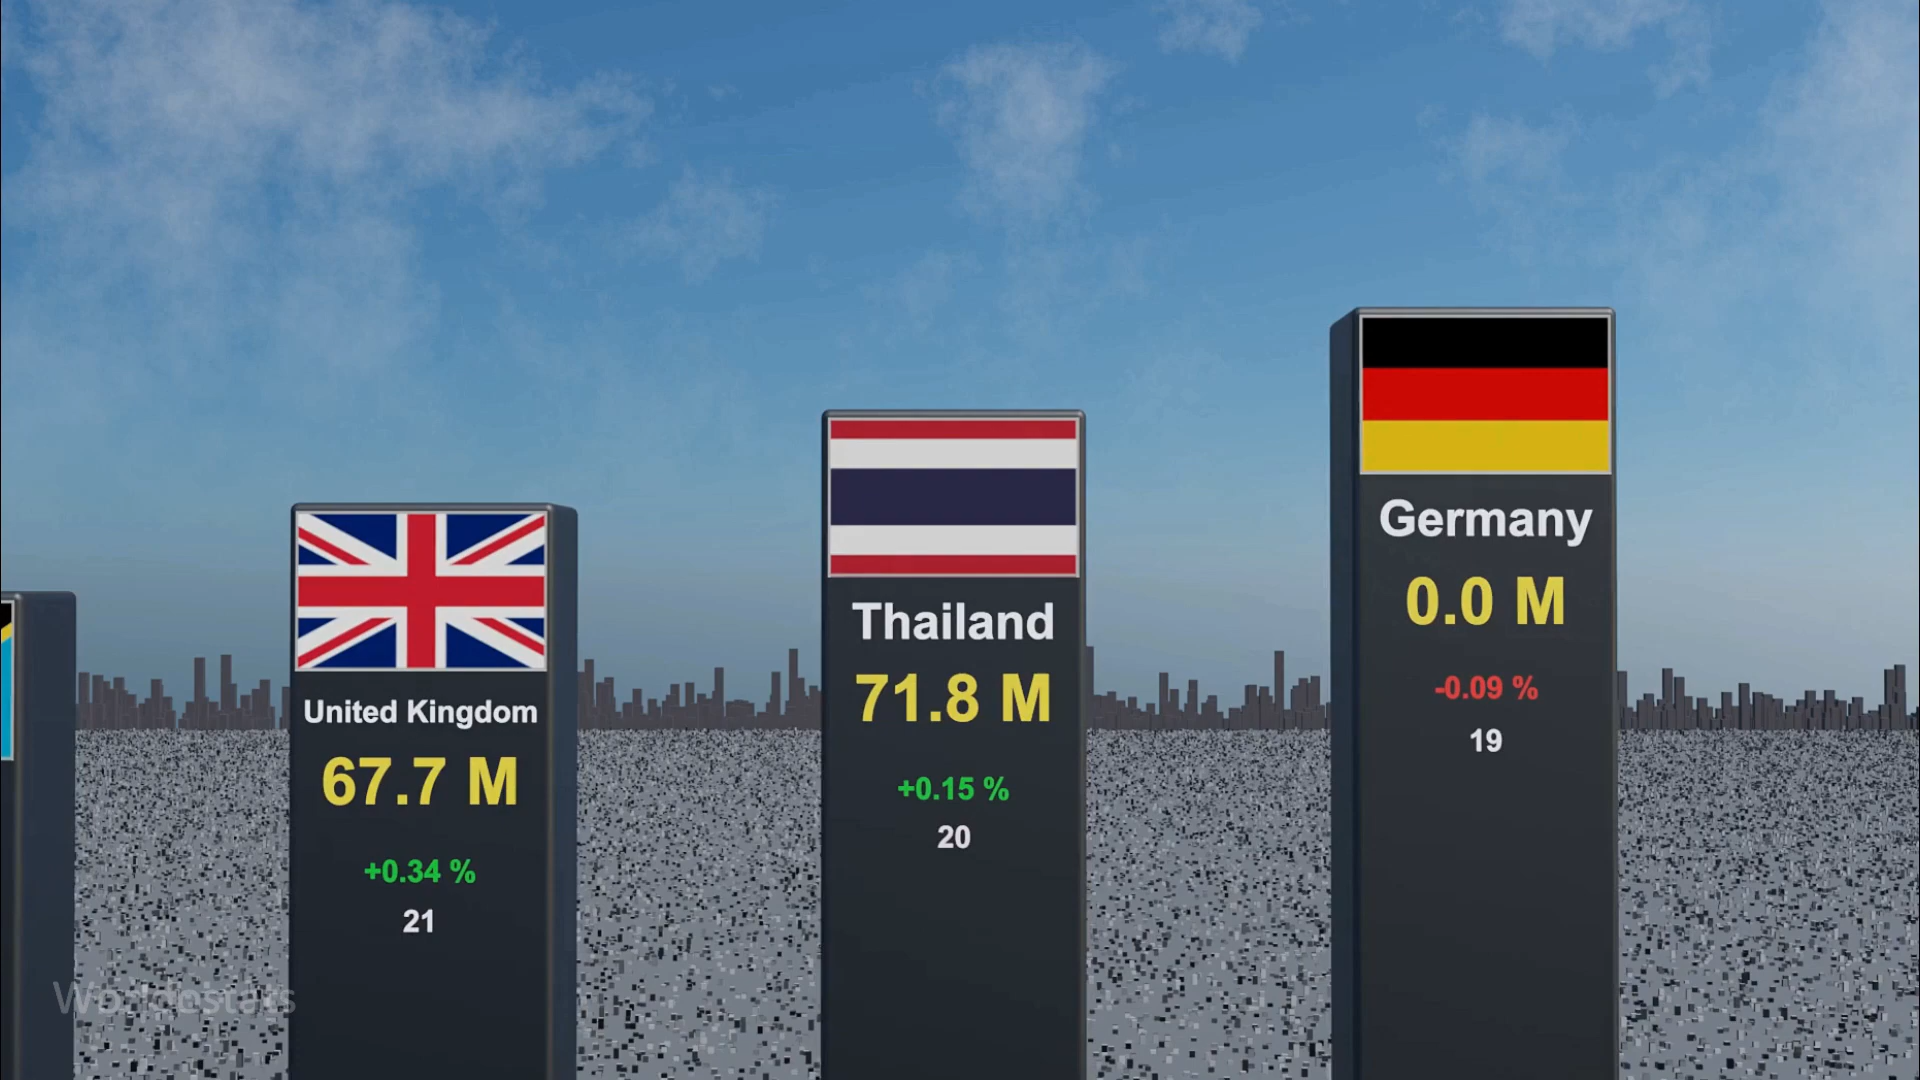 United Kingdom
67.7 M
+0.34 %
21
Thailand
71.8 M
+0.15 %
20
Germany
0.0 M
-0.09 %
19